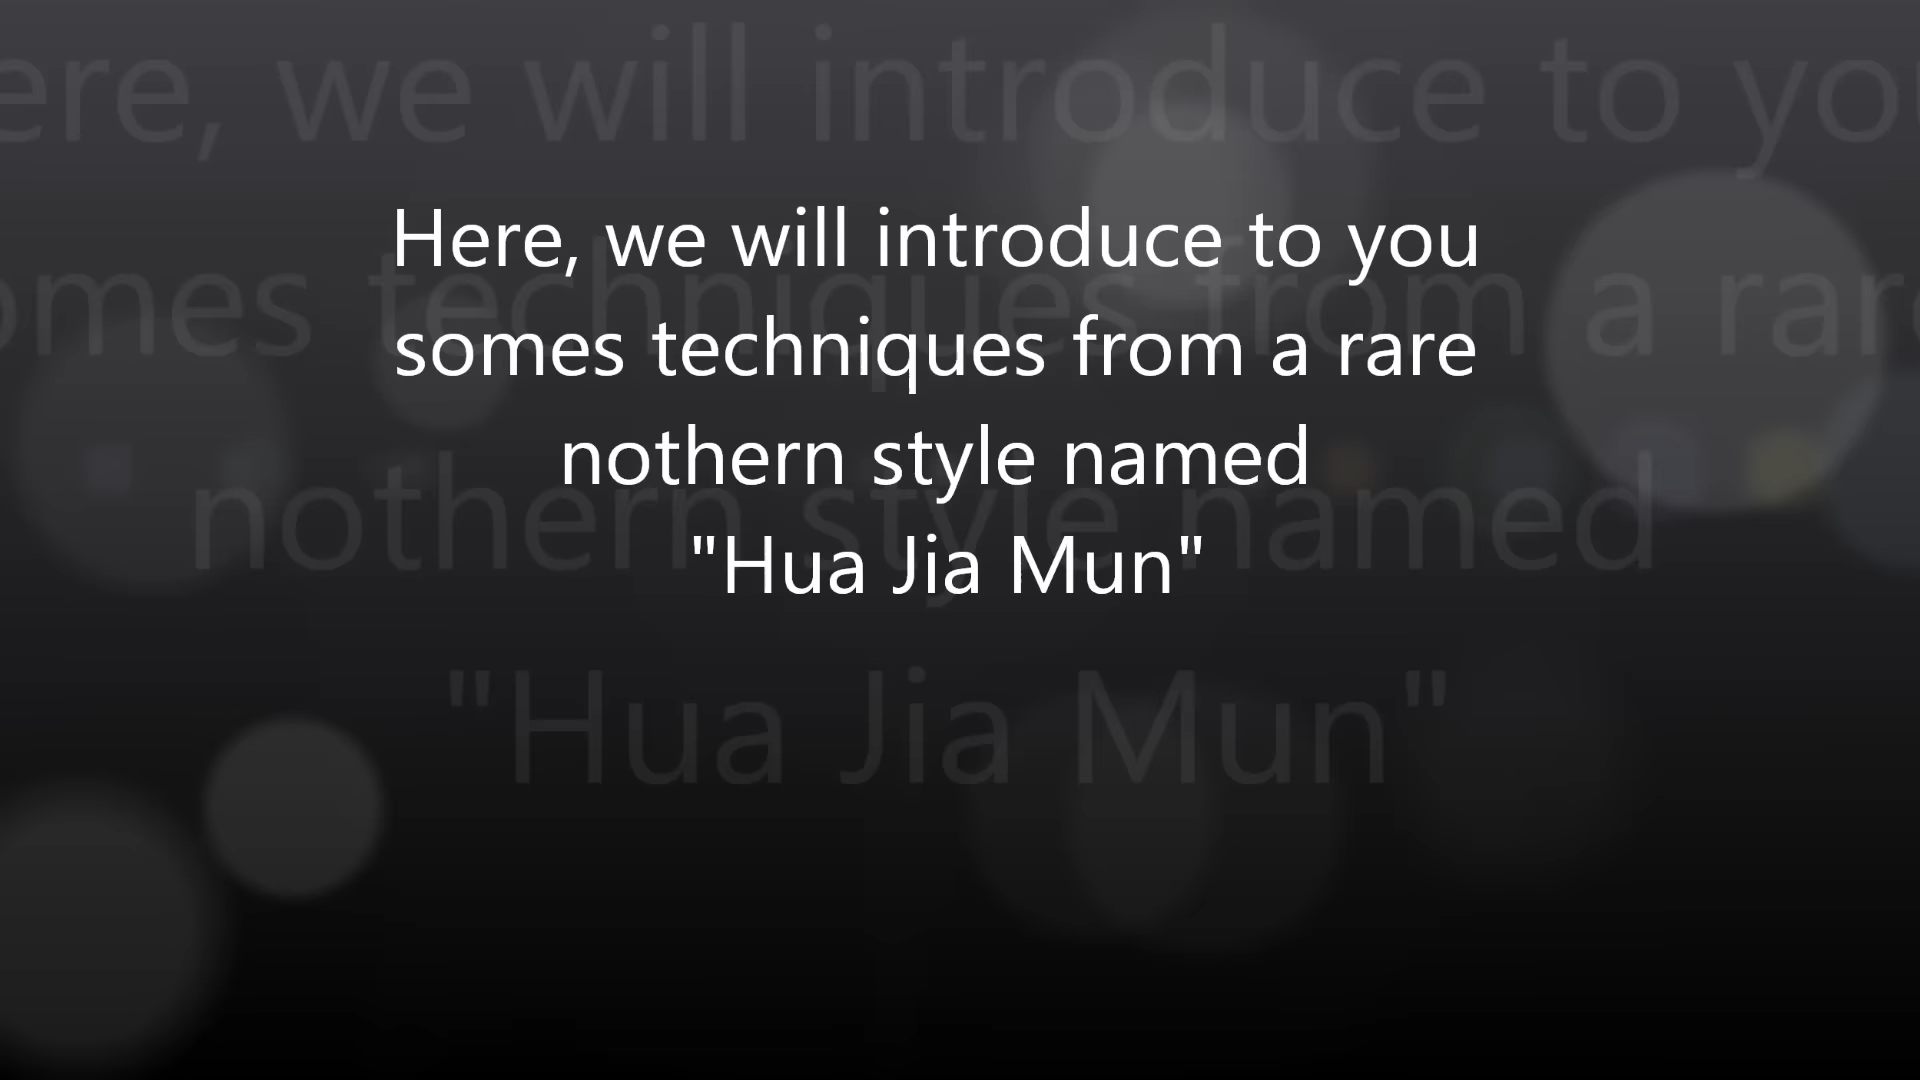 Here, we will introduce to you
somes techniques from a rare
nothern style named
"Hua Jia Mun"